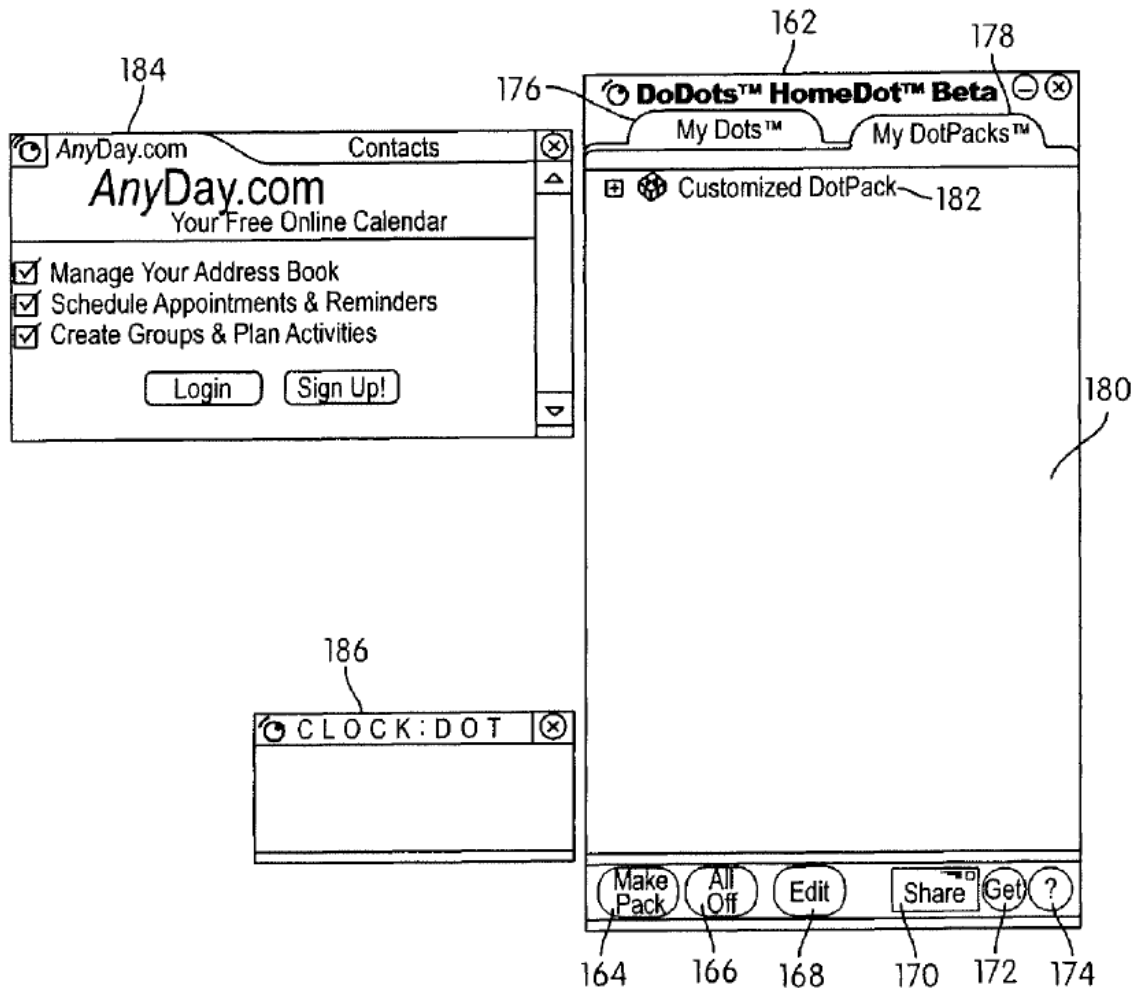 162
178
184
176
DoDots™ HomeDot™ Beta
My Dots™
My DotPacks™
AnyDay.com
Contacts
AnyDay.com
Your Free Online Calendar
Customized DotPack
182
Manage Your Address Book
Schedule Appointments & Reminders
Create Groups & Plan Activities
Login
Sign Up!
180
186
CLOCK:DOT
Make
Pack
All
Off
Edit
Share
Get
?
164
166
168
170
172
174